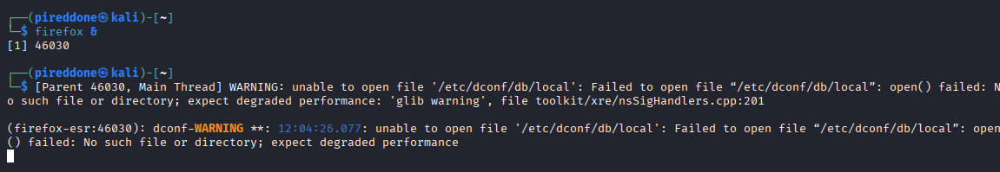 ┌──(pireddone㉿kali)-[~]
└─$ firefox &
[1] 46030
┌──(pireddone㉿kali)-[~]
└─$ [Parent 46030, Main Thread] WARNING: unable to open file '/etc/dconf/db/local': Failed to open file “/etc/dconf/db/local”: open() failed: N
o such file or directory; expect degraded performance: 'glib warning', file toolkit/xre/nsSigHandlers.cpp:201
(firefox-esr:46030): dconf-WARNING **: 12:04:26.077: unable to open file '/etc/dconf/db/local': Failed to open file “/etc/dconf/db/local”: open
() failed: No such file or directory; expect degraded performance